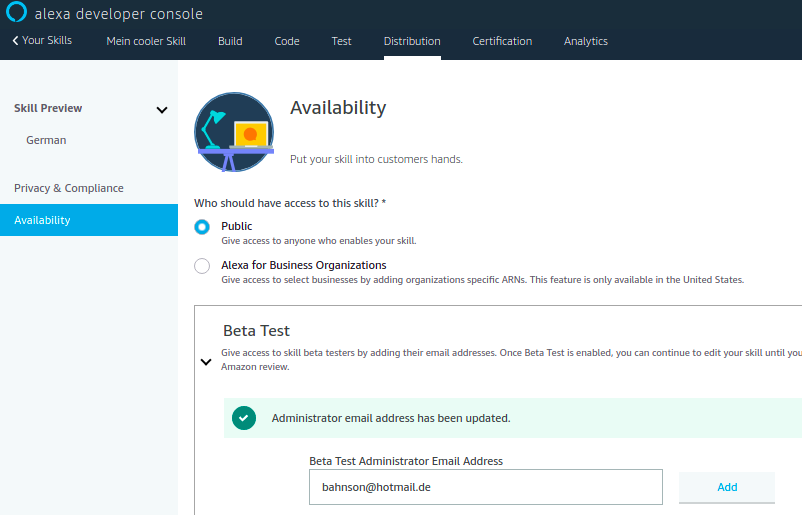 alexa developer console
Your Skills Mein cooler Skill Build Code Test Distribution Certification Analytics
Skill Preview
German
Privacy & Compliance
Availability
Availability
Put your skill into customers hands.
Who should have access to this skill? *
Public
Give access to anyone who enables your skill.
Alexa for Business Organizations
Give access to select businesses by adding organizations specific ARNs. This feature is only available in the United States.
Beta Test
Give access to skill beta testers by adding their email addresses. Once Beta Test is enabled, you can continue to edit your skill until you
Amazon review.
Administrator email address has been updated.
Beta Test Administrator Email Address
bahnson@hotmail.de Add